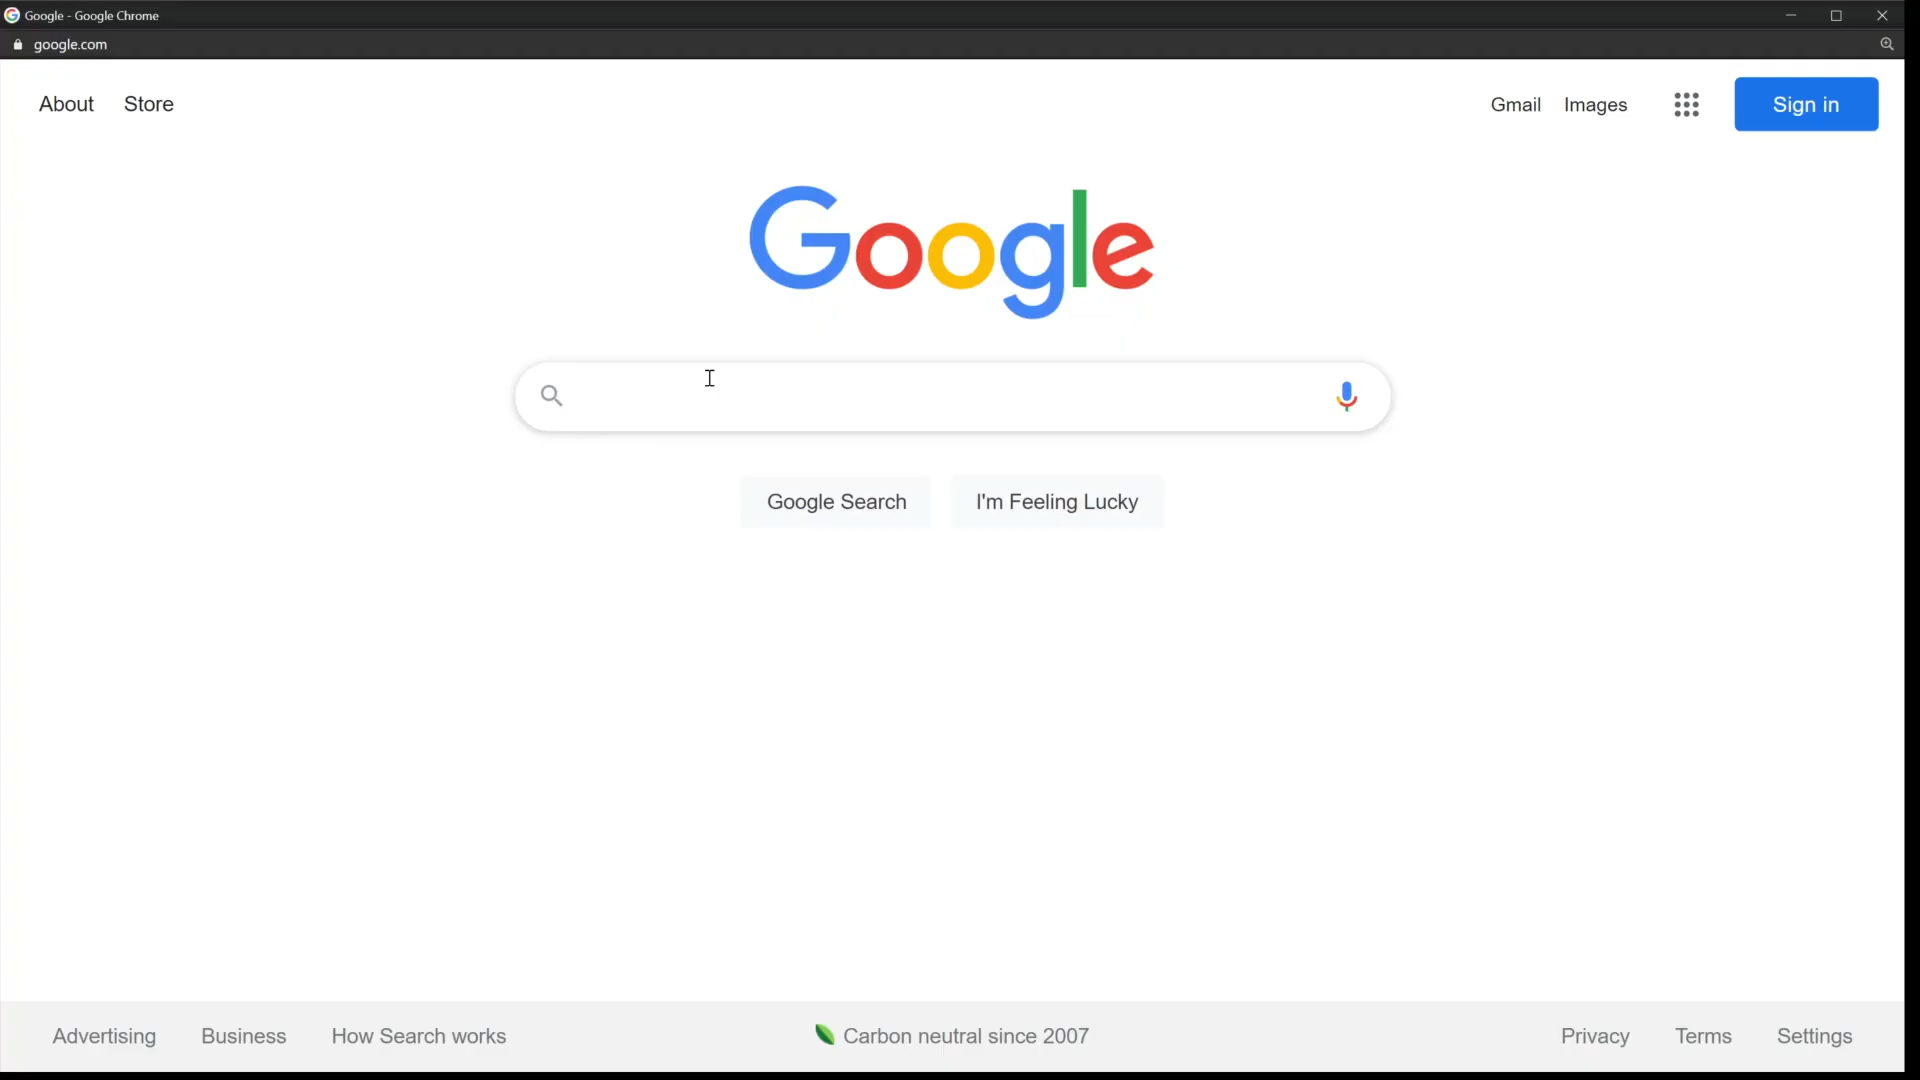 Google - Google Chrome
google.com
About Store Gmail Images Sign in
Google
Google Search I'm Feeling Lucky
Advertising Business How Search works Carbon neutral since 2007 Privacy Terms Settings